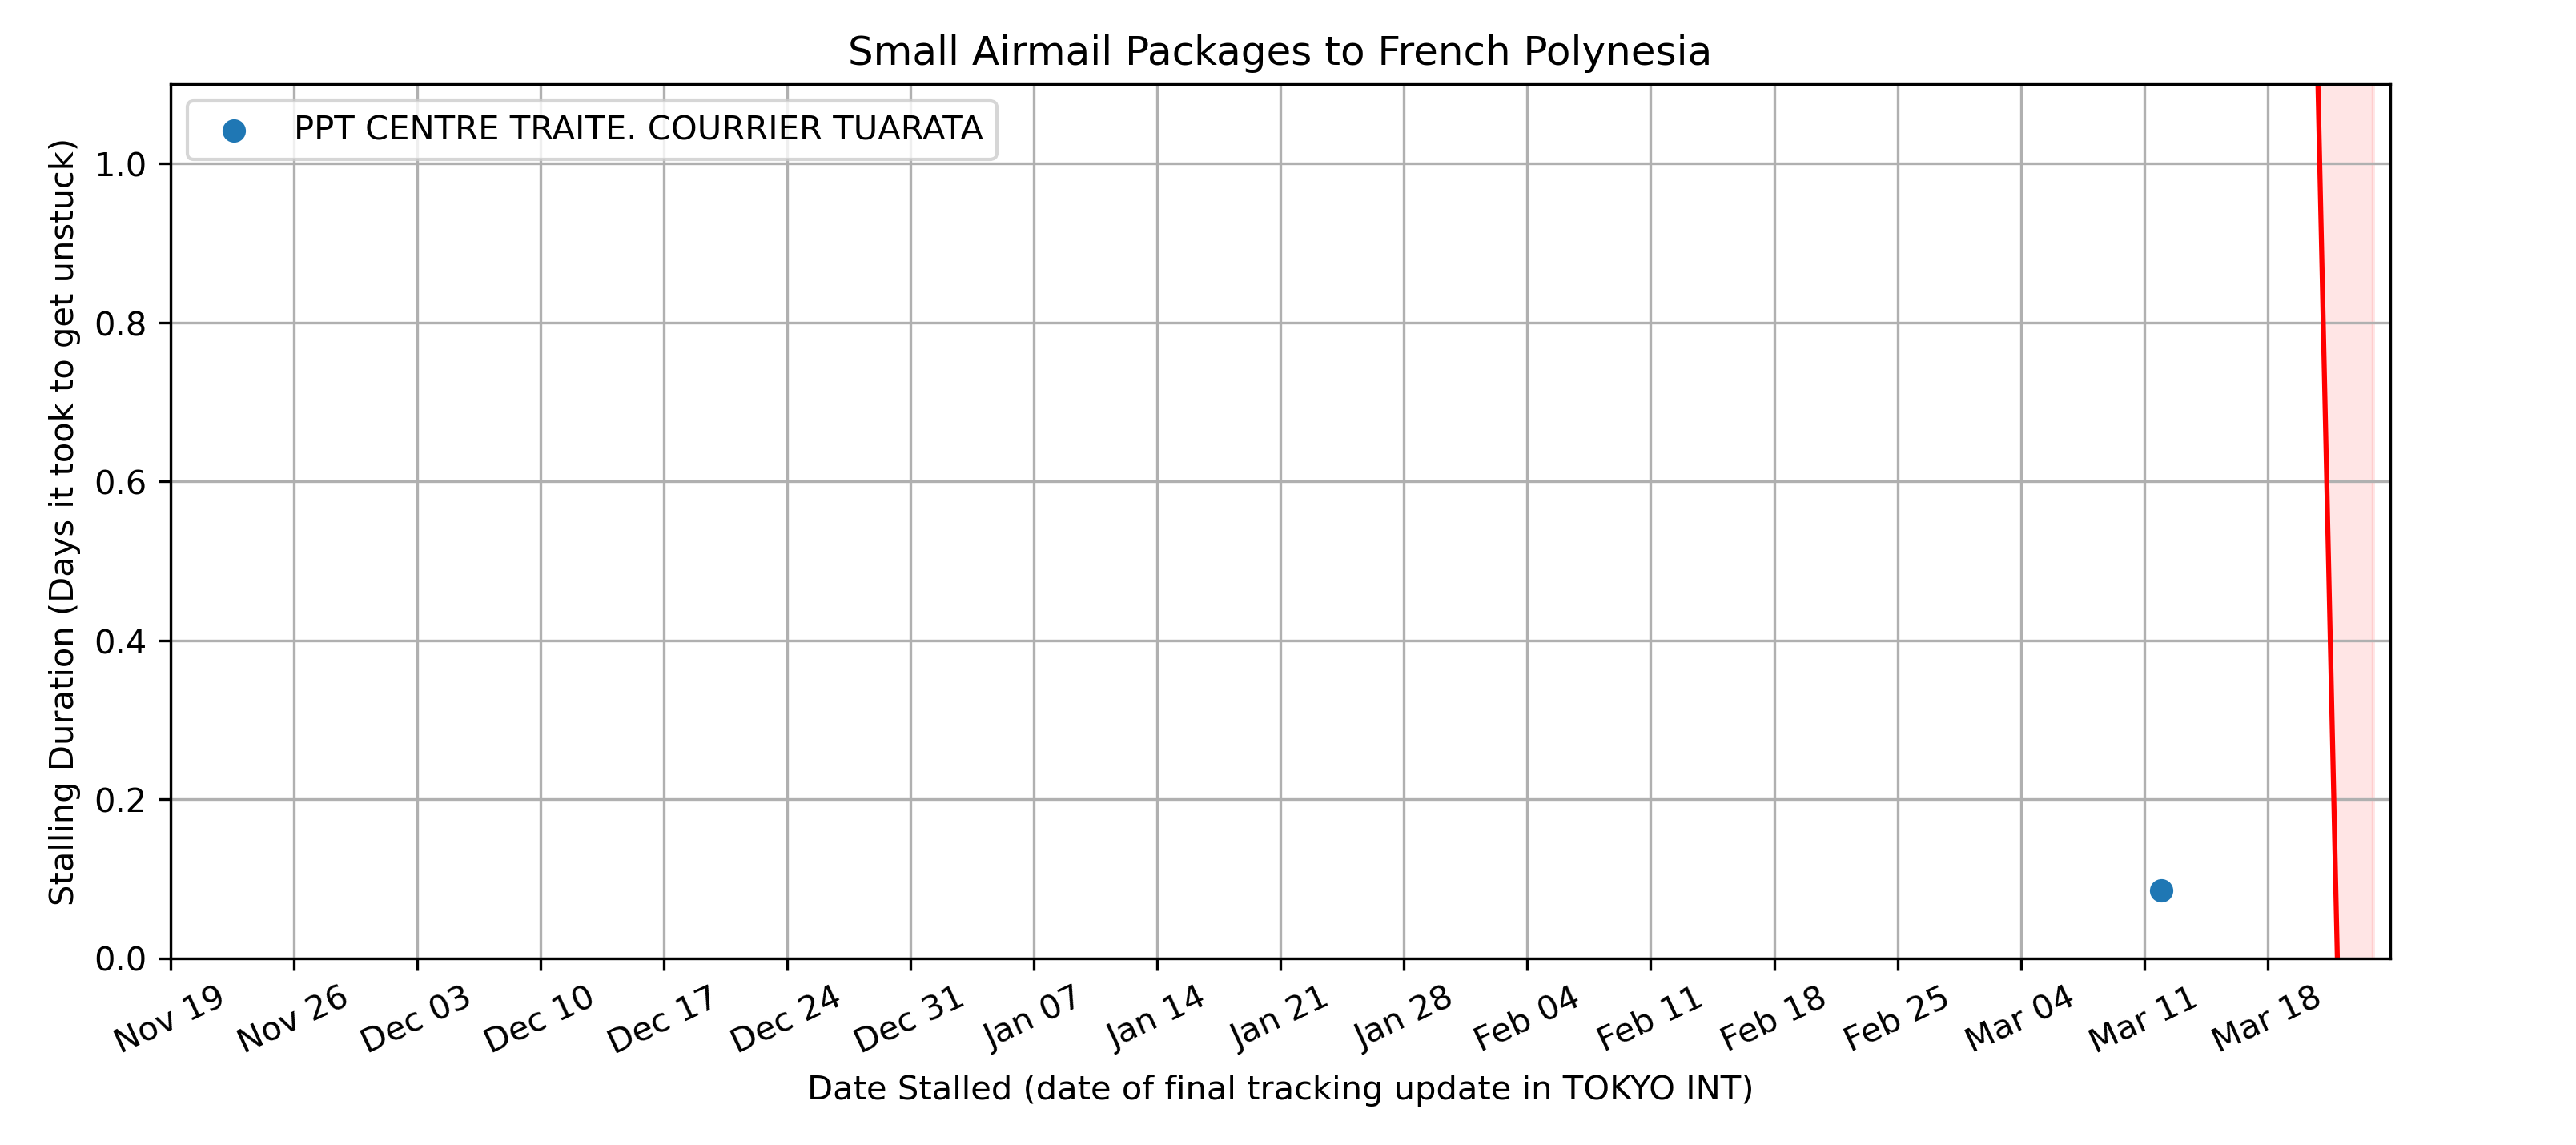 Small Airmail Packages to French Polynesia
PPT CENTRE TRAITE. COURRIER TUARATA
Stalling Duration (Days it took to get unstuck)
1.0
0.8
0.6
0.4
0.2
0.0
Nov 19 Nov 26 Dec 03 Dec 10 Dec 17 Dec 24 Dec 31 Jan 07 Jan 14 Jan 21 Jan 28 Feb 04 Feb 11 Feb 18 Feb 25 Mar 04 Mar 11 Mar 18
Date Stalled (date of final tracking update in TOKYO INT)